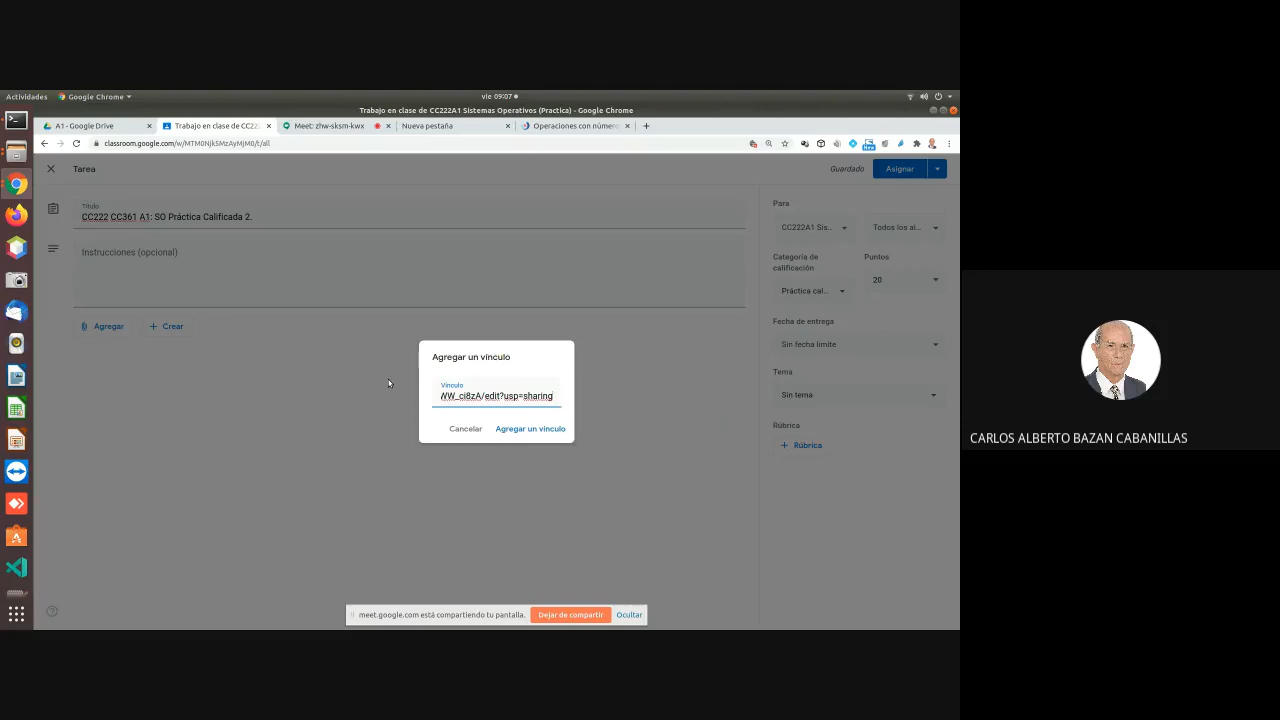 Actividades
Google Chrome
vie 09:07
Trabajo en clase de CC222A1 Sistemas Operativos (Practica) - Google Chrome
A1 - Google Drive
Trabajo en clase de CC22
Meet: zhw-sksm-kwx
Nueva pestaña
Operaciones con númer
classroom.google.com/w/MTM0Njk5MzAyMjM0/t/all
New
Tarea
Guardado
Asignar
Título
CC222 CC361 A1: SO Práctica Calificada 2.
Instrucciones (opcional)
Agregar
Crear
Para
CC222A1 Sis...
Todos los al...
Categoría de calificación
Puntos
Práctica cal...
20
Fecha de entrega
Sin fecha límite
Tema
Sin tema
Rúbrica
Rúbrica
Agregar un vínculo
Vínculo
WW_ci8zA/edit?usp=sharing
Cancelar
Agregar un vínculo
meet.google.com está compartiendo tu pantalla.
Dejar de compartir
Ocultar
CARLOS ALBERTO BAZAN CABANILLAS